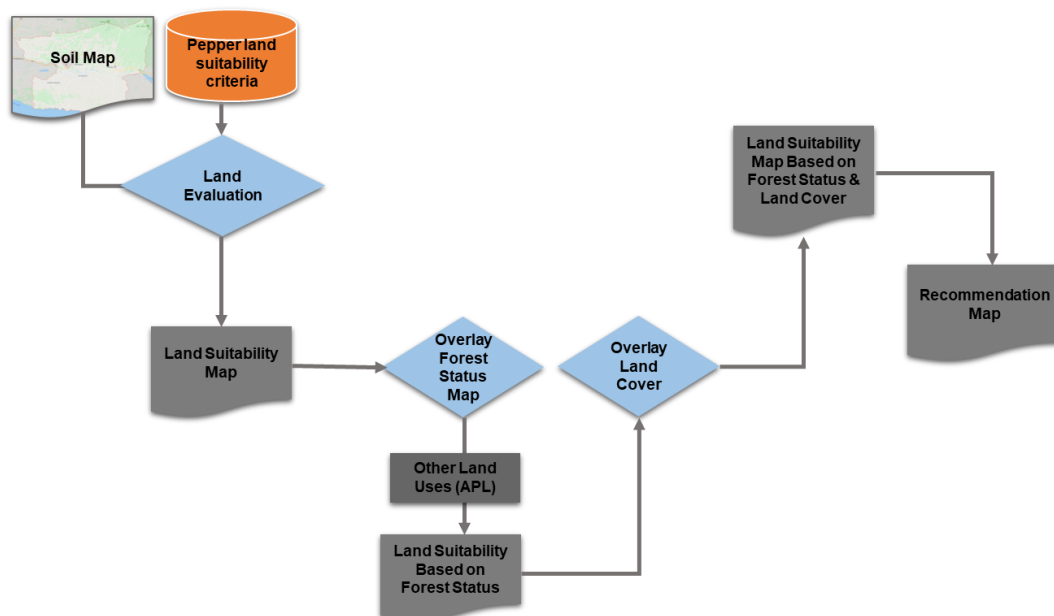 Soil Map
Pepper land
suitability
criteria
Land
Evaluation
Land Suitability
Map
Overlay
Forest
Status
Map
Other Land
Uses (APL)
Land Suitability
Based on
Forest Status
Overlay
Land
Cover
Land Suitability
Map Based on
Forest Status &
Land Cover
Recommendation
Map